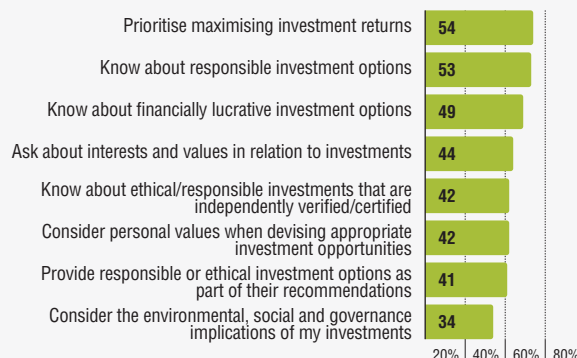 Prioritise maximising investment returns 54
Know about responsible investment options 53
Know about financially lucrative investment options 49
Ask about interests and values in relation to investments 44
Know about ethical/responsible investments that are
independently verified/certified 42
Consider personal values when devising appropriate
investment opportunities 42
Provide responsible or ethical investment options as
part of their recommendations 41
Consider the environmental, social and governance
implications of my investments 34
20% 40% 60% 80%